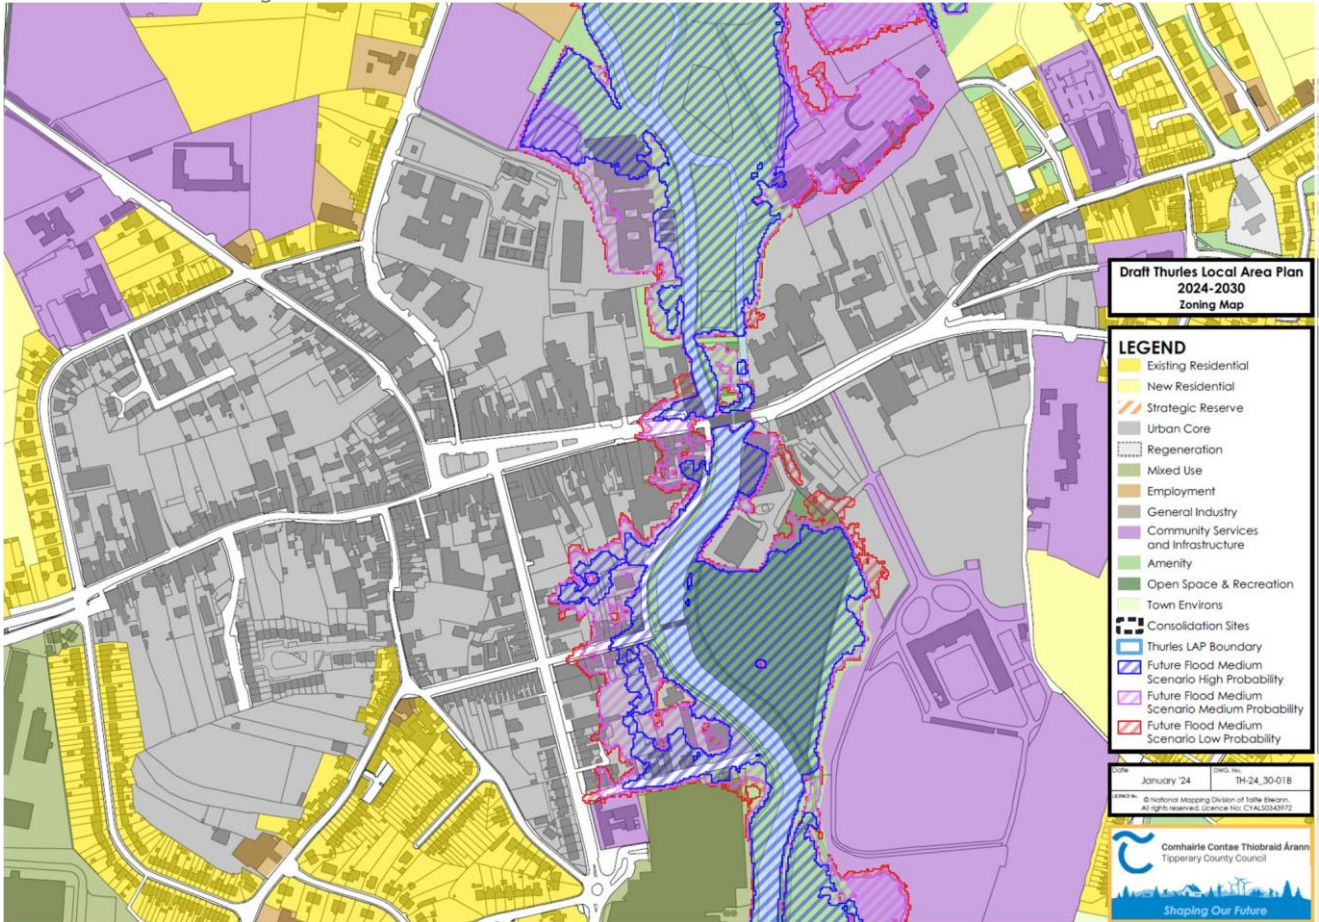 Draft Thurles Local Area Plan
2024-2030
Zoning Map
LEGEND
Existing Residential
New Residential
Strategic Reserve
Urban Core
Regeneration
Mixed Use
Employment
General Industry
Community Services
and Infrastructure
Amenity
Open Space & Recreation
Town Environs
Consolidation Sites
Thurles LAP Boundary
Future Flood Medium
Scenario High Probability
Future Flood Medium
Scenario Medium Probability
Future Flood Medium
Scenario Low Probability
Date
January '24
DWG. No.
TH-24_30-01B
© National Mapping Division of Tailte Éireann.
All rights reserved. Licence No: CYAL50343972
Comhairle Contae Thiobraid Árann
Tipperary County Council
Shaping Our Future